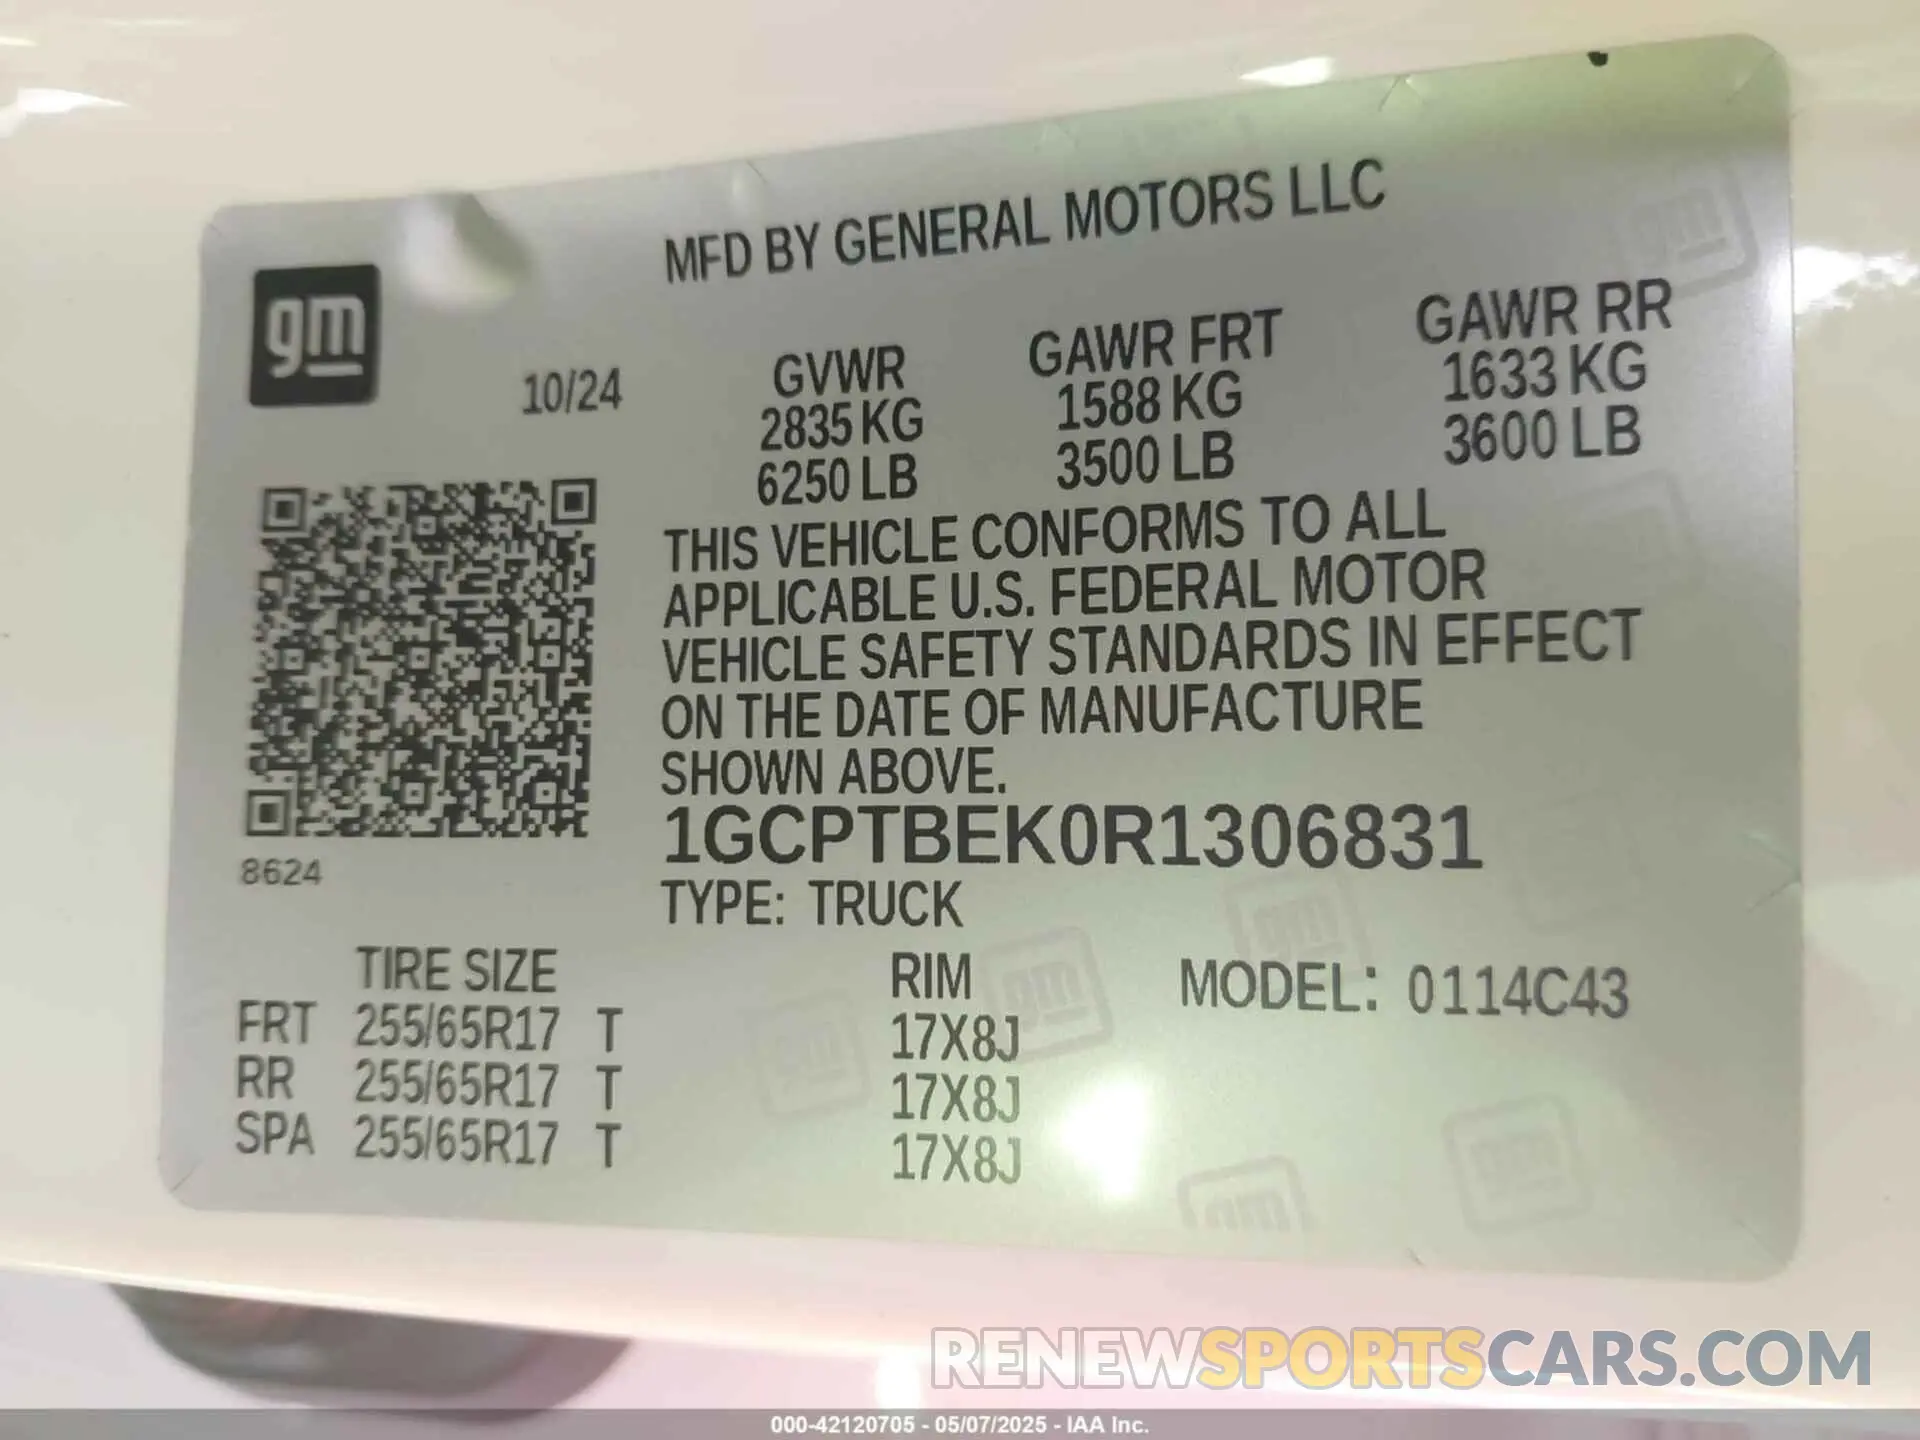 MFD BY GENERAL MOTORS LLC
gm
10/24
GVWR
2835 KG
6250 LB
GAWR FRT
1588 KG
3500 LB
GAWR RR
1633 KG
3600 LB
THIS VEHICLE CONFORMS TO ALL
APPLICABLE U.S. FEDERAL MOTOR
VEHICLE SAFETY STANDARDS IN EFFECT
ON THE DATE OF MANUFACTURE
SHOWN ABOVE.
1GCPTBEK0R1306831
8624
TYPE: TRUCK
TIRE SIZE RIM MODEL: 0114C43
FRT 255/65R17 T 17X8J
RR 255/65R17 T 17X8J
SPA 255/65R17 T 17X8J
RENEWSPORTSCARS.COM
000-42120705 - 05/07/2025 - IAA Inc.